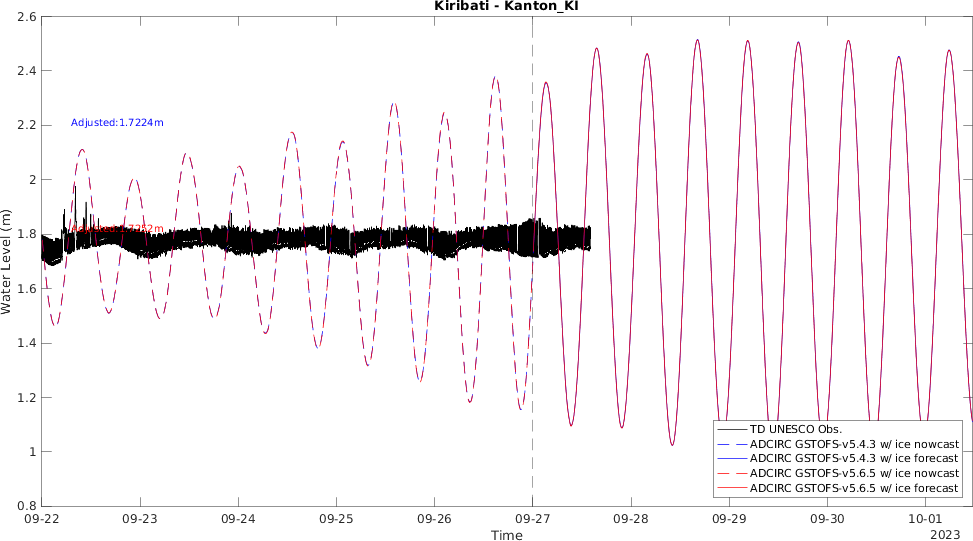 Kiribati - Kanton_KI
Water Level (m)
2.6
2.4
2.2
2
1.8
1.6
1.4
1.2
1
0.8
Adjusted:1.7224m
09-22
09-23
09-24
09-25
09-26
09-27
09-28
09-29
09-30
10-01
Time
2023
TD UNESCO Obs.
ADCIRC GSTOFS-v5.4.3 w/ ice nowcast
ADCIRC GSTOFS-v5.4.3 w/ ice forecast
ADCIRC GSTOFS-v5.6.5 w/ ice nowcast
ADCIRC GSTOFS-v5.6.5 w/ ice forecast